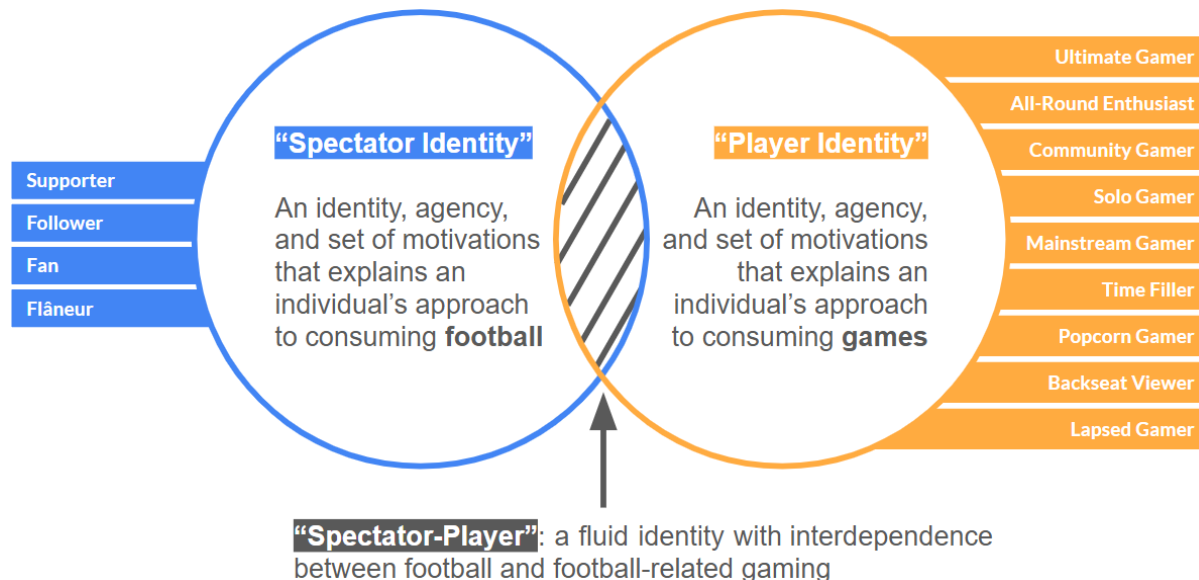 “Spectator Identity”
An identity, agency,
and set of motivations
that explains an
individual’s approach
to consuming football
Supporter
Follower
Fan
Flâneur
“Player Identity”
An identity, agency,
and set of motivations
that explains an
individual’s approach
to consuming games
Ultimate Gamer
All-Round Enthusiast
Community Gamer
Solo Gamer
Mainstream Gamer
Time Filler
Popcorn Gamer
Backseat Viewer
Lapsed Gamer
“Spectator-Player”: a fluid identity with interdependence
between football and football-related gaming